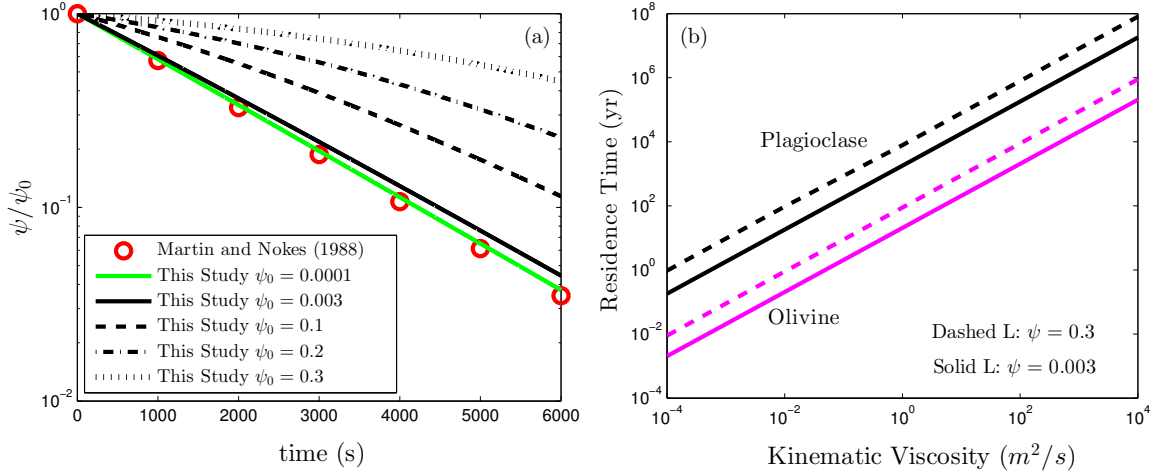 (a)
10^0
10^{-1}
10^{-2}
ψ/ψ_0
Martin and Nokes (1988)
This Study ψ_0 = 0.0001
This Study ψ_0 = 0.003
This Study ψ_0 = 0.1
This Study ψ_0 = 0.2
This Study ψ_0 = 0.3
0 1000 2000 3000 4000 5000 6000
time (s)
(b)
10^8
10^6
10^4
10^2
10^0
10^{-2}
10^{-4}
Residence Time (yr)
Plagioclase
Olivine
Dashed L: ψ = 0.3
Solid L: ψ = 0.003
10^{-4} 10^{-2} 10^0 10^2 10^4
Kinematic Viscosity (m^2/s)